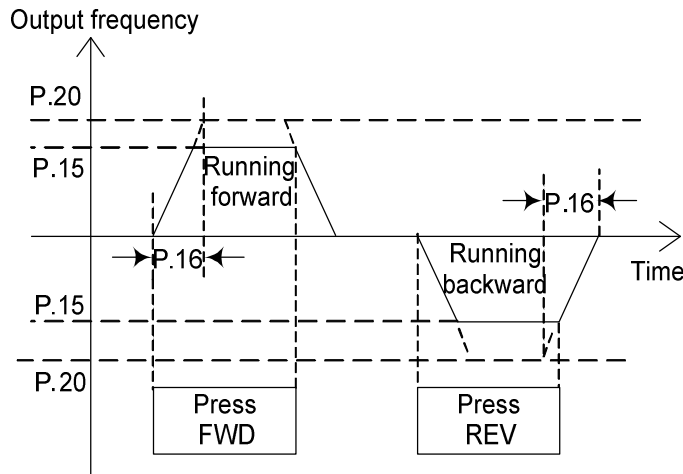 Output frequency
P.20
P.15
Running
forward
P.16
P.16
Running
backward
Time
P.15
P.20
Press
FWD
Press
REV